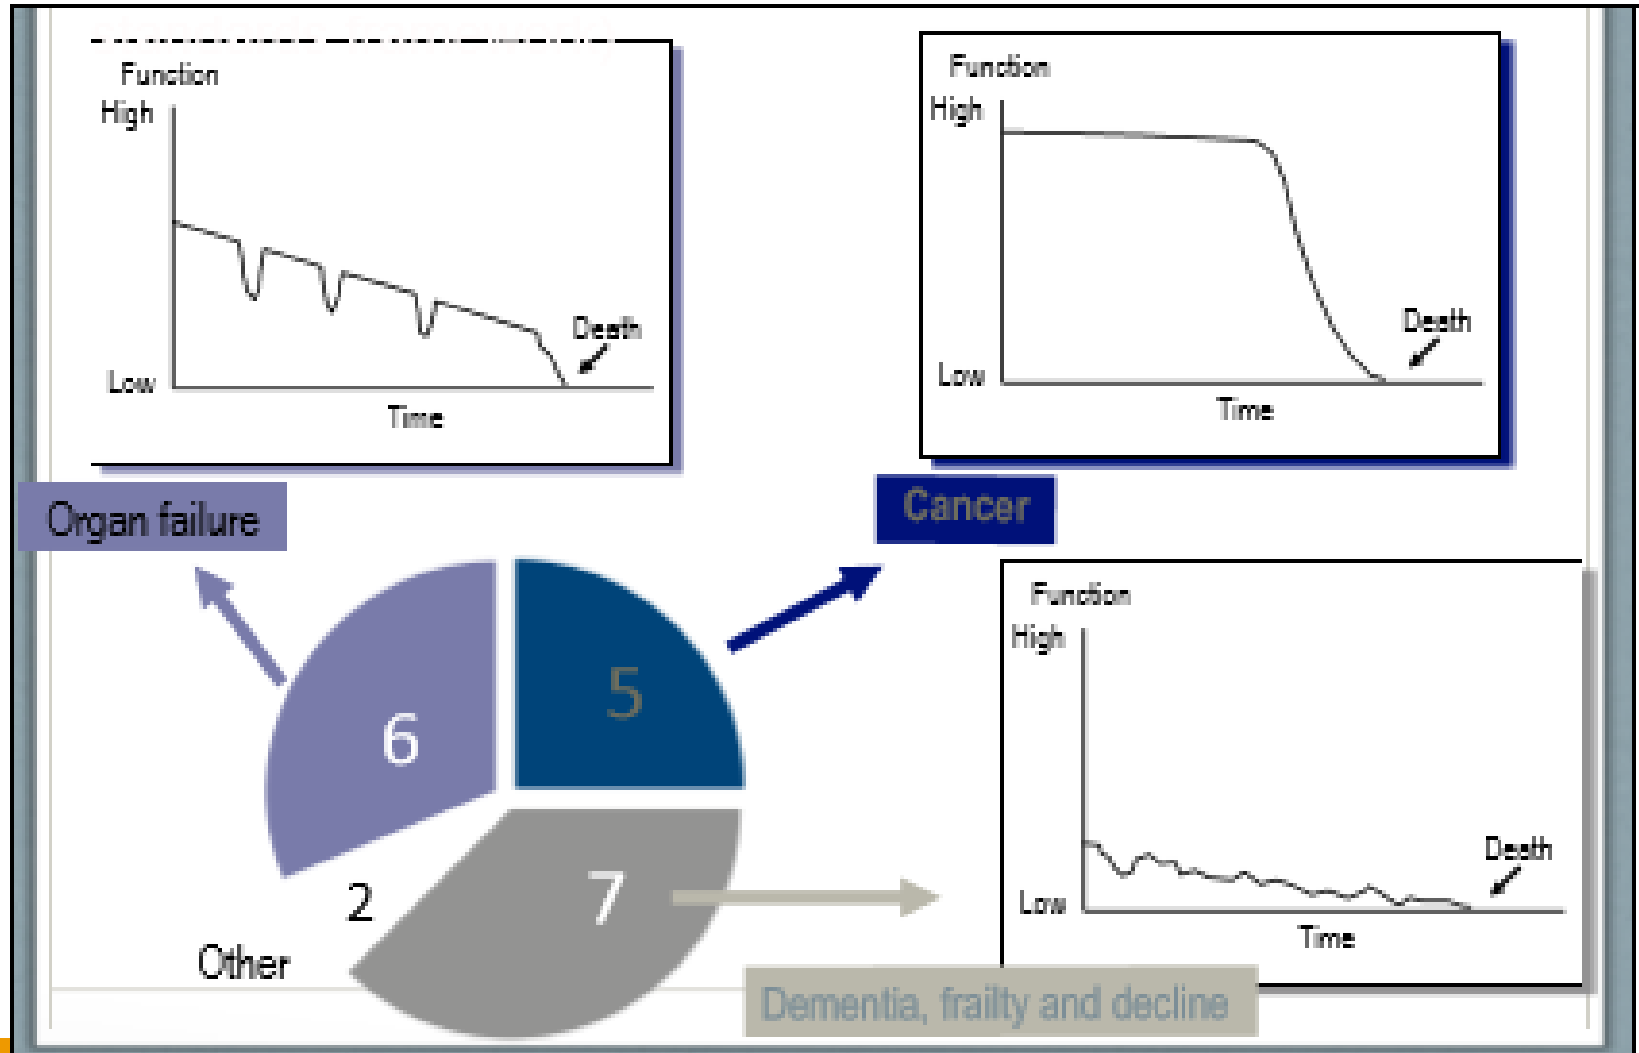 Function
High
Death
Low
Time
Function
High
Death
Low
Time
Organ failure
Cancer
5
6
7
2
Other
Function
High
Death
Low
Time
Dementia, frailty and decline